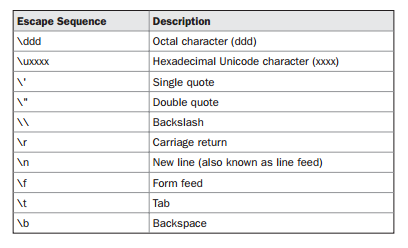 Escape Sequence Description
\ddd Octal character (ddd)
\uxxxx Hexadecimal Unicode character (xxxx)
\' Single quote
\" Double quote
\\ Backslash
\r Carriage return
\n New line (also known as line feed)
\f Form feed
\t Tab
\b Backspace